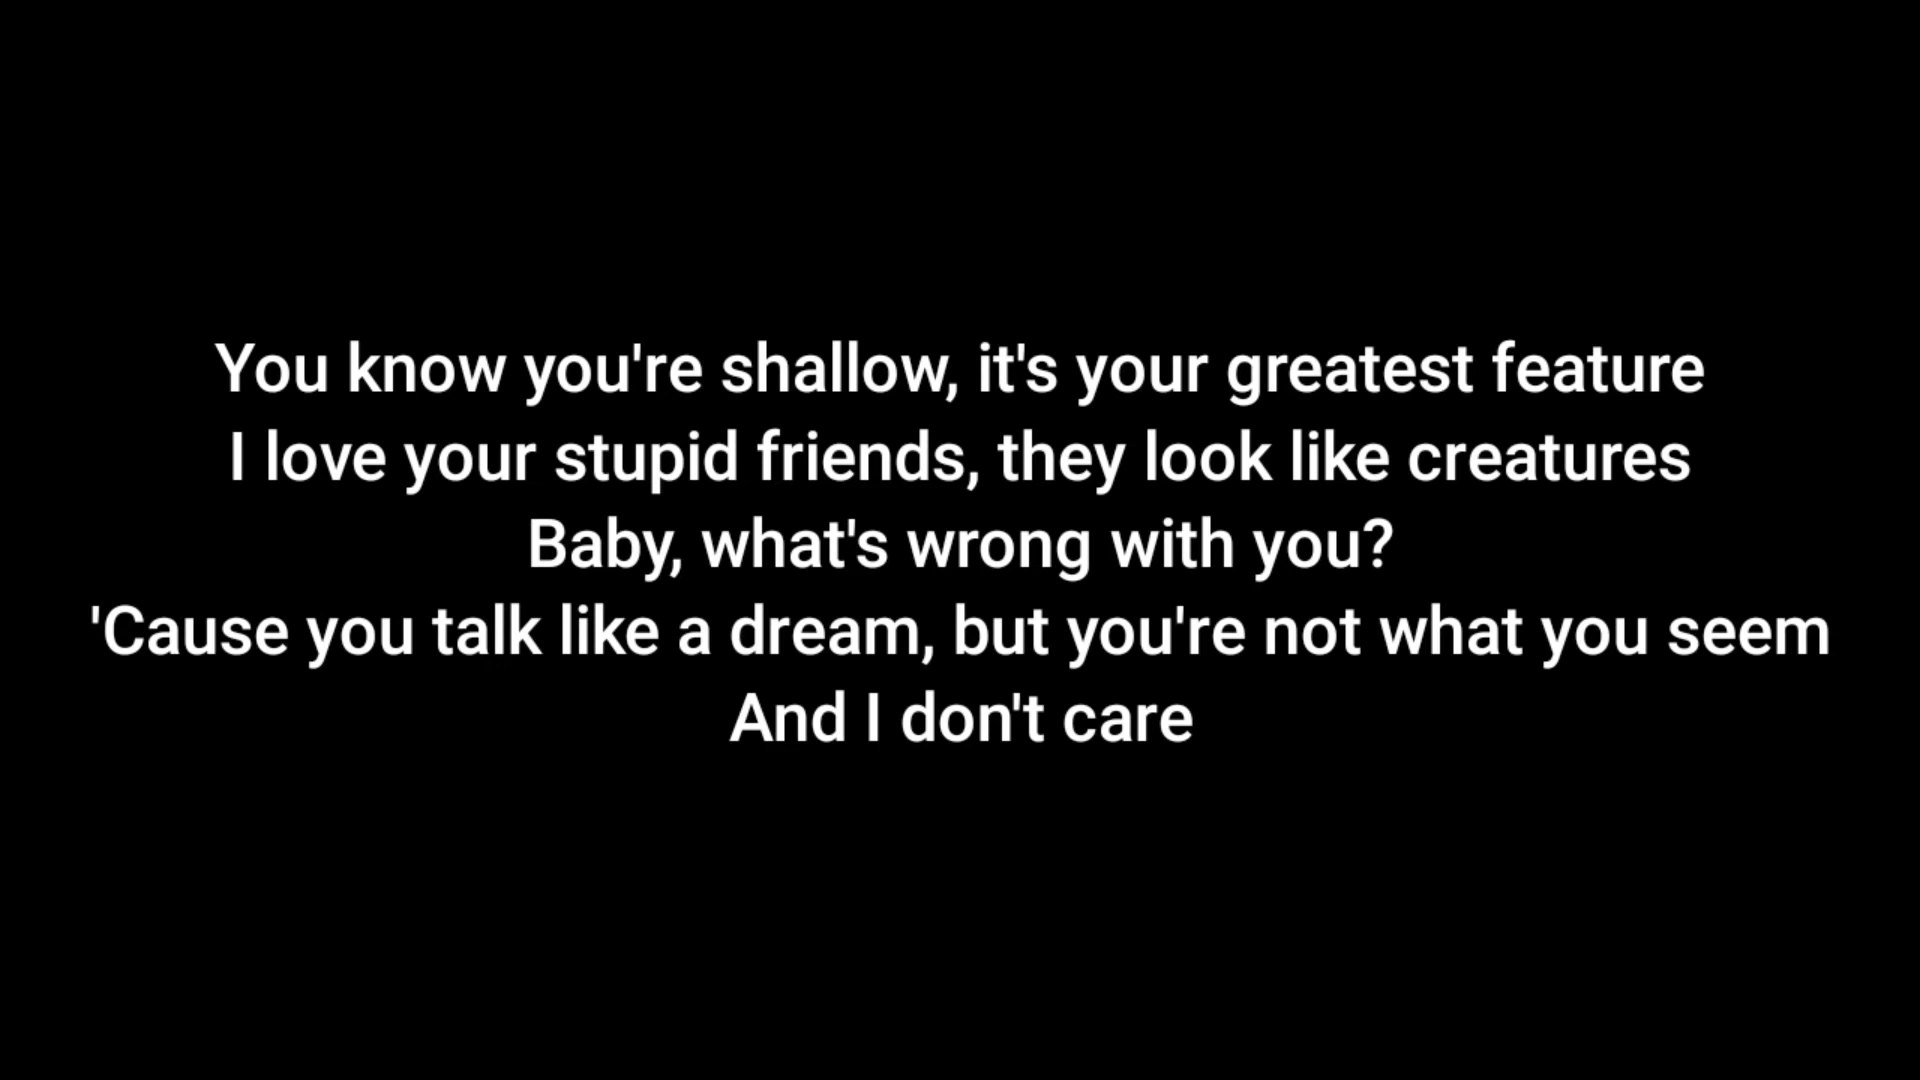 You know you're shallow, it's your greatest feature
I love your stupid friends, they look like creatures
Baby, what's wrong with you?
'Cause you talk like a dream, but you're not what you seem
And I don't care